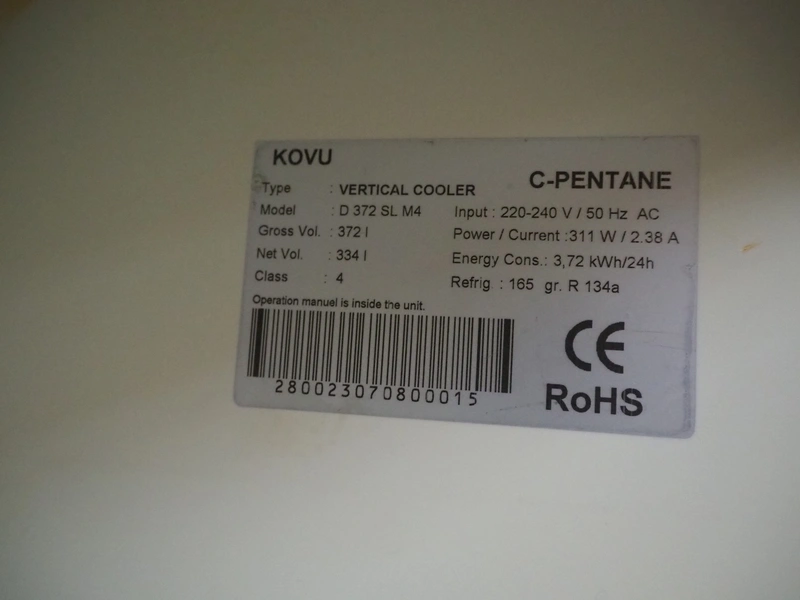 KOVU
C-PENTANE
Type : VERTICAL COOLER
Model : D 372 SL M4
Gross Vol. : 372 l
Net Vol. : 334 l
Class : 4
Input : 220-240 V / 50 Hz AC
Power / Current :311 W / 2.38 A
Energy Cons.: 3,72 kWh/24h
Refrig. : 165 gr. R 134a
Operation manuel is inside the unit.
280023070800015
CE
RoHS